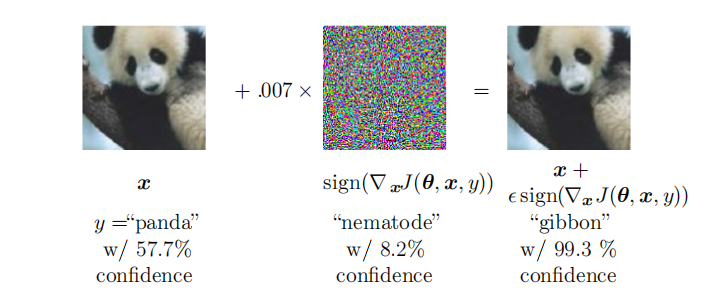 + .007 ×
=
x
sign(∇ₓJ(θ, x, y))
x +
ϵ sign(∇ₓJ(θ, x, y))
y =“panda”
w/ 57.7%
confidence
“nematode”
w/ 8.2%
confidence
“gibbon”
w/ 99.3 %
confidence